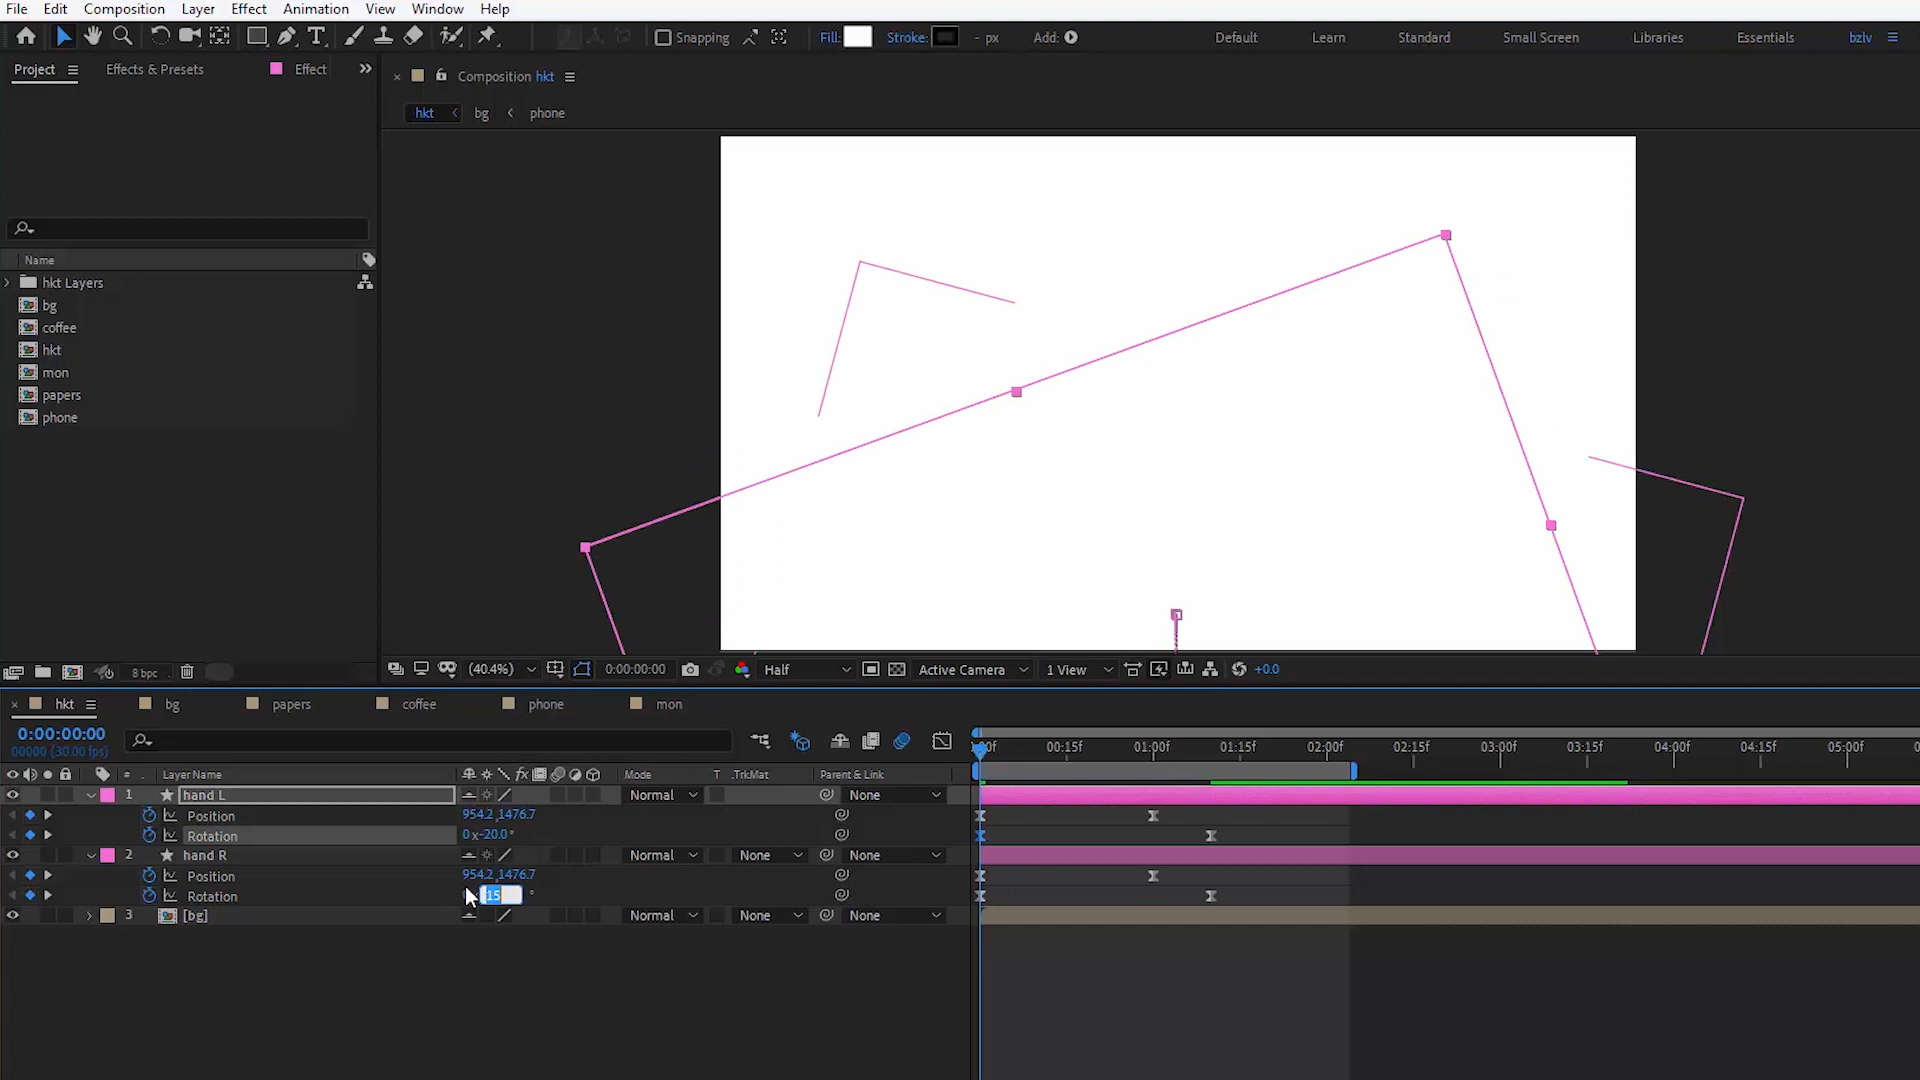 File Edit Composition Layer Effect Animation View Window Help
Snapping Fill: Stroke: - px Add: Default Learn Standard Small Screen Libraries Essentials bzlv
Project Effects & Presets Effect
Composition hkt
hkt bg phone
Name
hkt Layers
bg
coffee
hkt
mon
papers
phone
8 bpc
(40.4%) 0:00:00:00 Half Active Camera 1 View +0.0
hkt bg papers coffee phone mon
0:00:00:00
00000 (30.00 fps)
00:15f 01:00f 01:15f 02:00f 02:15f 03:00f 03:15f 04:00f 04:15f 05:00f
# Layer Name fx Mode T .TrkMat Parent & Link
1 hand L Normal None
Position 954.2,1476.7
Rotation 0x-20.0°
2 hand R Normal None None
Position 954.2,1476.7
Rotation 15 °
3 [bg] Normal None None